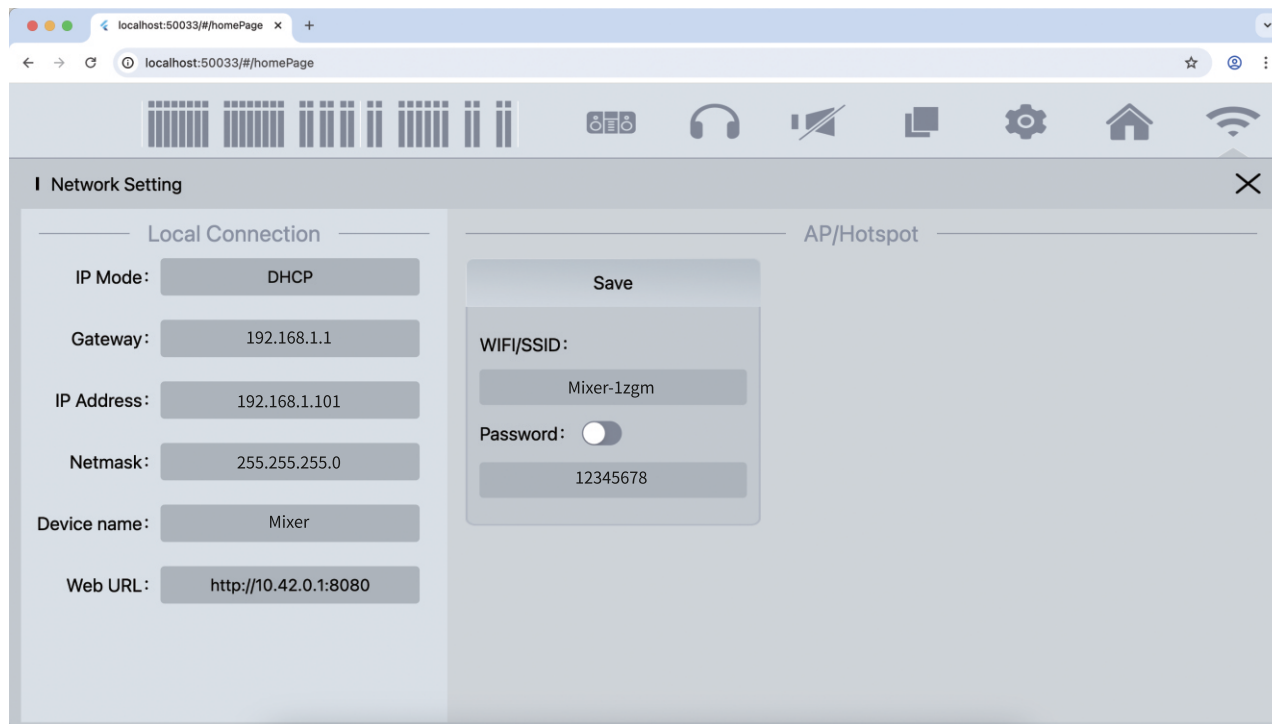 localhost:50033/#/homePage
localhost:50033/#/homePage
Network Setting
Local Connection
IP Mode:
DHCP
Gateway:
192.168.1.1
IP Address:
192.168.1.101
Netmask:
255.255.255.0
Device name:
Mixer
Web URL:
http://10.42.0.1:8080
AP/Hotspot
Save
WIFI/SSID:
Mixer-1zgm
Password:
12345678